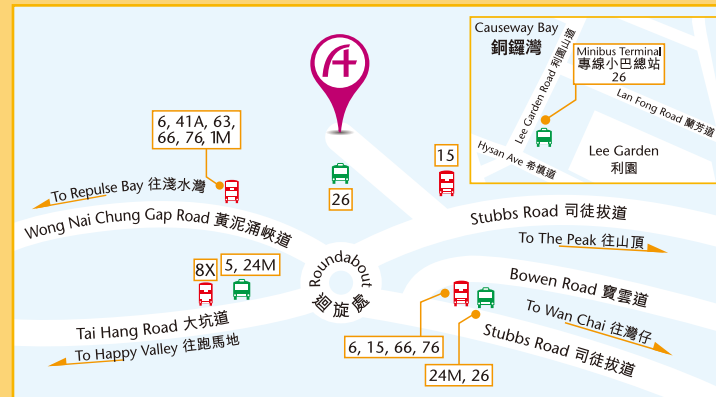 Causeway Bay
銅鑼灣
Lee Garden Road 利園山道
Minibus Terminal
專線小巴總站
26
Lan Fong Road 蘭芳道
Hysan Ave 希慎道
Lee Garden
利園
6, 41A, 63,
66, 76, 1M
15
26
To Repulse Bay 往淺水灣
Wong Nai Chung Gap Road 黃泥涌峽道
Stubbs Road 司徒拔道
To The Peak 往山頂
Roundabout
迴旋處
8X
5, 24M
Bowen Road 寶雲道
To Wan Chai 往灣仔
Tai Hang Road 大坑道
To Happy Valley 往跑馬地
6, 15, 66, 76
24M, 26
Stubbs Road 司徒拔道